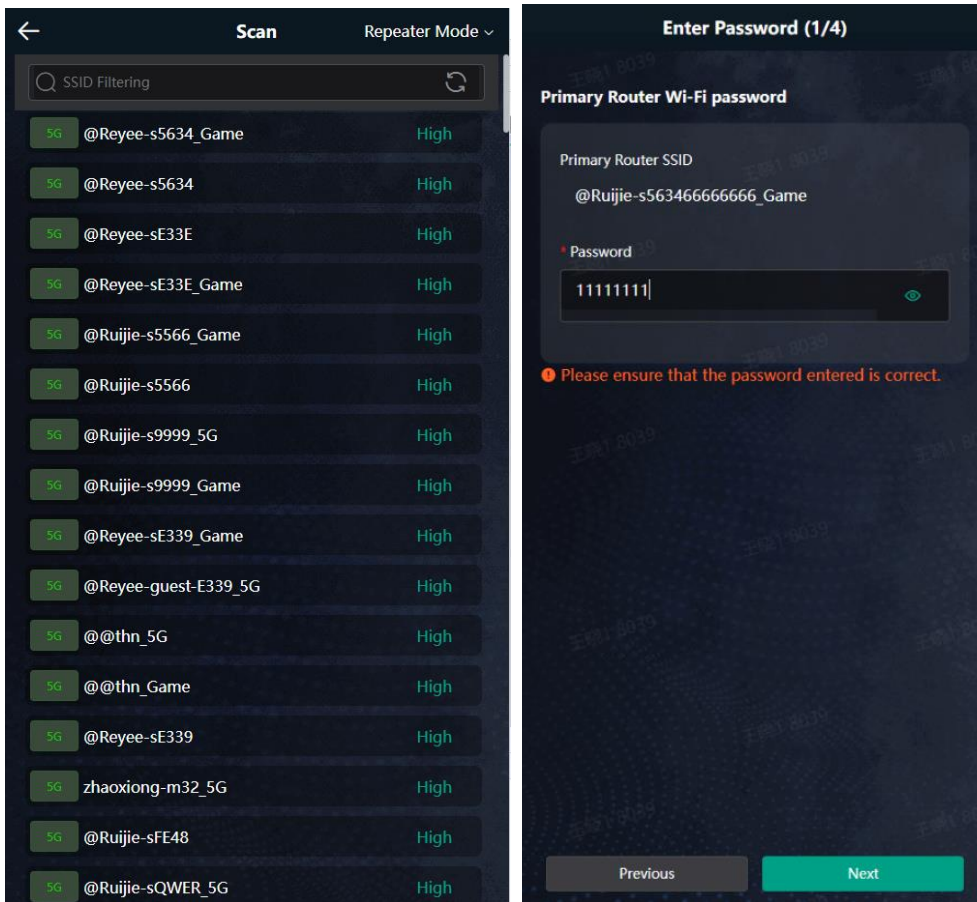 Scan
Repeater Mode
SSID Filtering
5G @Reyee-s5634_Game High
5G @Reyee-s5634 High
5G @Reyee-sE33E High
5G @Reyee-sE33E_Game High
5G @Ruijie-s5566_Game High
5G @Ruijie-s5566 High
5G @Ruijie-s9999_5G High
5G @Ruijie-s9999_Game High
5G @Reyee-sE339_Game High
5G @Reyee-guest-E339_5G High
5G @@thn_5G High
5G @@thn_Game High
5G @Reyee-sE339 High
5G zhaoxiong-m32_5G High
5G @Ruijie-sFE48 High
5G @Ruijie-sQWER_5G High
Enter Password (1/4)
Primary Router Wi-Fi password
Primary Router SSID
@Ruijie-s563466666666_Game
* Password
11111111
Please ensure that the password entered is correct.
Previous
Next